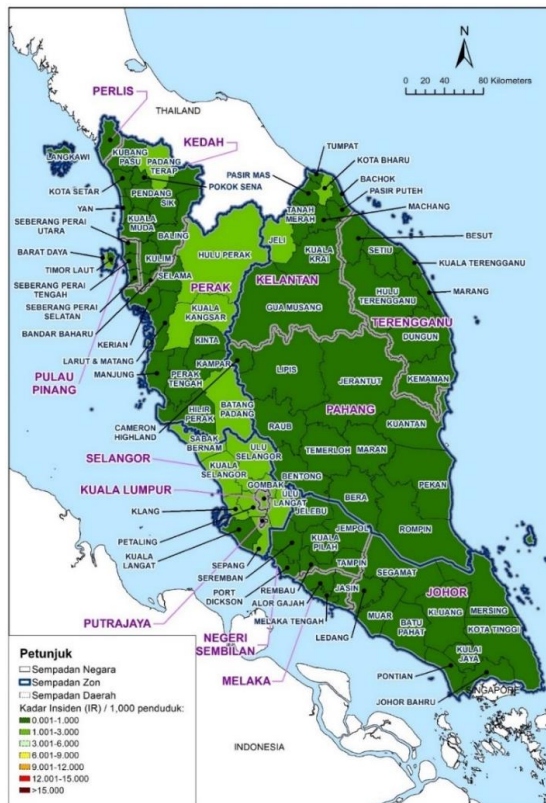 N
0 20 40 80 Kilometers
PERLIS
THAILAND
KEDAH
LANGKAWI
KUBANG
PASU
PADANG
TERAP
KOTA SETAR
PENDANG
POKOK SENA
SIK
YAN
KUALA
MUDA
SEBERANG PERAI
UTARA
BALING
BARAT DAYA
KULIM
TIMOR LAUT
SELAMA
SEBERANG PERAI
TENGAH
SEBERANG PERAI
SELATAN
BANDAR BAHARU
HULU PERAK
PERAK
KUALA
KANGSAR
KERIAN
PULAU
PINANG
LARUT & MATANG
KINTA
MANJUNG
KAMPAR
PERAK
TENGAH
CAMERON
HIGHLAND
HILIR
PERAK
BATANG
PADANG
SABAK
BERNAM
TUMPAT
KOTA BHARU
PASIR MAS
BACHOK
PASIR PUTEH
TANAH
MERAH
MACHANG
JELI
BESUT
KUALA
KRAI
SETIU
KUALA TERENGGANU
KELANTAN
HULU
TERENGGANU
MARANG
GUA MUSANG
TERENGGANU
DUNGUN
KEMAMAN
LIPIS
JERANTUT
PAHANG
KUANTAN
RAUB
TEMERLOH
MARAN
PEKAN
BENTONG
BERA
ROMPIN
SELANGOR
ULU
SELANGOR
KUALA
SELANGOR
GOMBAK
KUALA LUMPUR
ULU
LANGAT
KLANG
PETALING
KUALA
LANGAT
SEPANG
PUTRAJAYA
JELEBU
JEMPOL
KUALA
PILAH
SEREMBAN
TAMPIN
PORT
DICKSON
REMBAU
NEGERI
SEMBILAN
ALOR GAJAH
JASIN
MELAKA TENGAH
MELAKA
LEDANG
SEGAMAT
JOHOR
MUAR
KLUANG
MERSING
BATU
PAHAT
KOTA TINGGI
KULAI
JAYA
PONTIAN
JOHOR BAHRU
SINGAPORE
INDONESIA
Petunjuk
Sempadan Negara
Sempadan Zon
Sempadan Daerah
Kadar Insiden (IR) / 1,000 penduduk:
0.001-1.000
1.001-3.000
3.001-6.000
6.001-9.000
9.001-12.000
12.001-15.000
>15.000